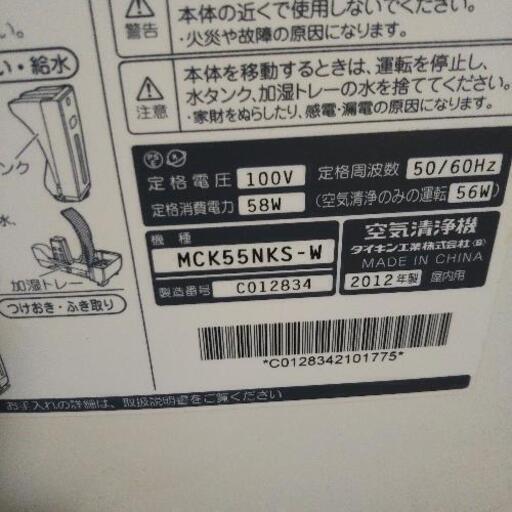 本体の近くで使用しないでください。
警告
・火災や故障の原因になります。
い。
い・給水
本体を移動するときは、運転を停止し、
水タンク、加湿トレーの水を捨ててください。
注意
・家財をぬらしたり、感電・漏電の原因になります。
ンク
水、
加湿トレー
つけおき・ふき取り
定格電圧 100V 定格周波数 50/60Hz
定格消費電力 58W (空気清浄のみの運転 56W)
機種 MCK55NKS-W
製造番号 C012834
空気清浄機
ダイキン工業株式会社
MADE IN CHINA
2012年製 屋内用
*C0128342101775*
お手入れの詳細は、取扱説明書をご覧ください